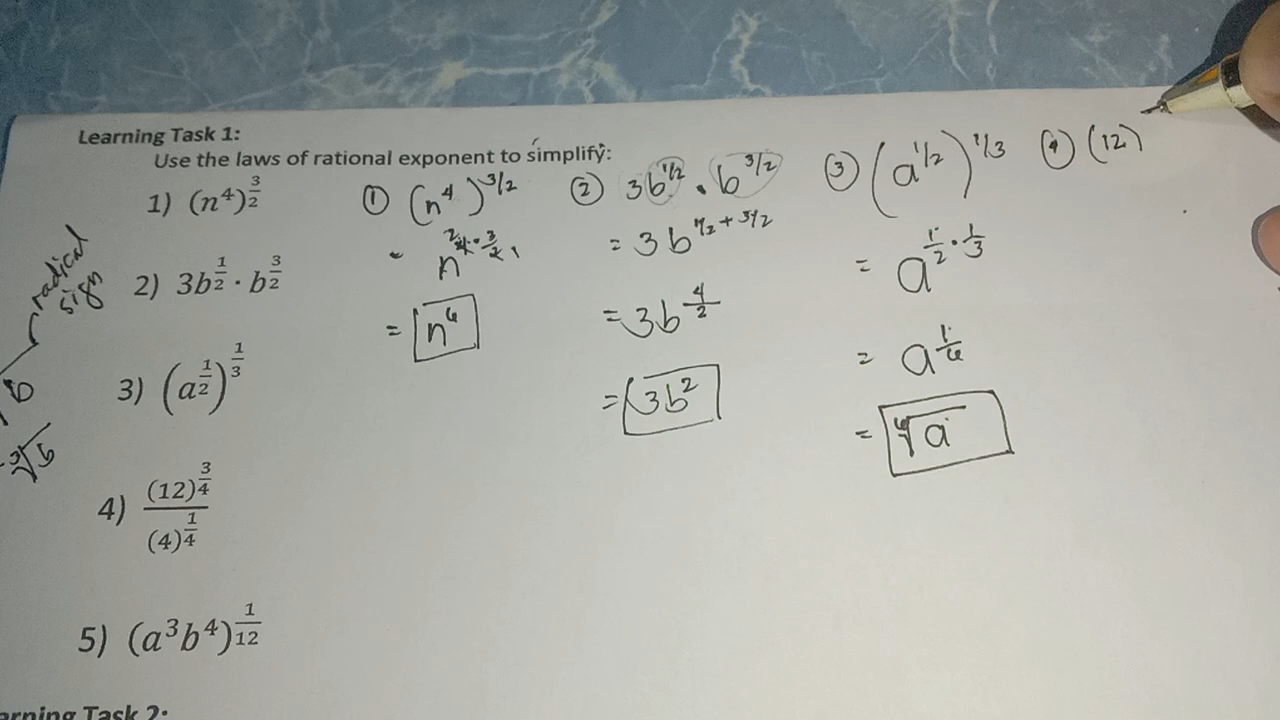 Learning Task 1:
Use the laws of rational exponent to simplify:
1) (n⁴)^(3/2)
2) 3b^(1/2) · b^(3/2)
3) (a^(1/2))^(1/3)
4) (12)^(3/4) / (4)^(1/4)
5) (a³b⁴)^(1/12)
radical
sign
∛b
① (n⁴)^(3/2)
= n^(4 · 3/2)
= n⁶
② 3b^(1/2) · b^(3/2)
= 3b^(1/2 + 3/2)
= 3b^(4/2)
= 3b²
③ (a^(1/2))^(1/3)
= a^(1/2 · 1/3)
= a^(1/6)
= ⁶√a
④ (12)